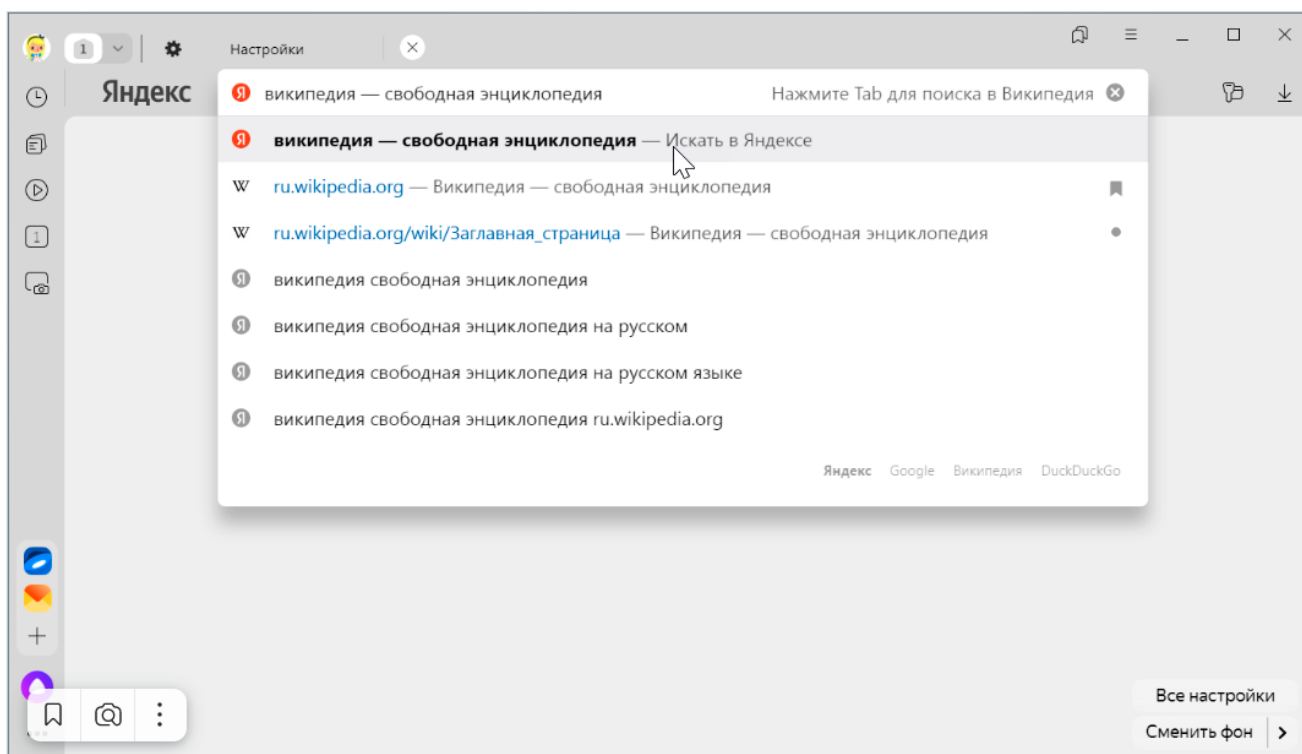 1
Настройки
Яндекс
Я википедия — свободная энциклопедия Нажмите Tab для поиска в Википедия
Я википедия — свободная энциклопедия — Искать в Яндексе
W ru.wikipedia.org — Википедия — свободная энциклопедия
W ru.wikipedia.org/wiki/Заглавная_страница — Википедия — свободная энциклопедия
Я википедия свободная энциклопедия
Я википедия свободная энциклопедия на русском
Я википедия свободная энциклопедия на русском языке
Я википедия свободная энциклопедия ru.wikipedia.org
Яндекс Google Википедия DuckDuckGo
1
Все настройки
Сменить фон